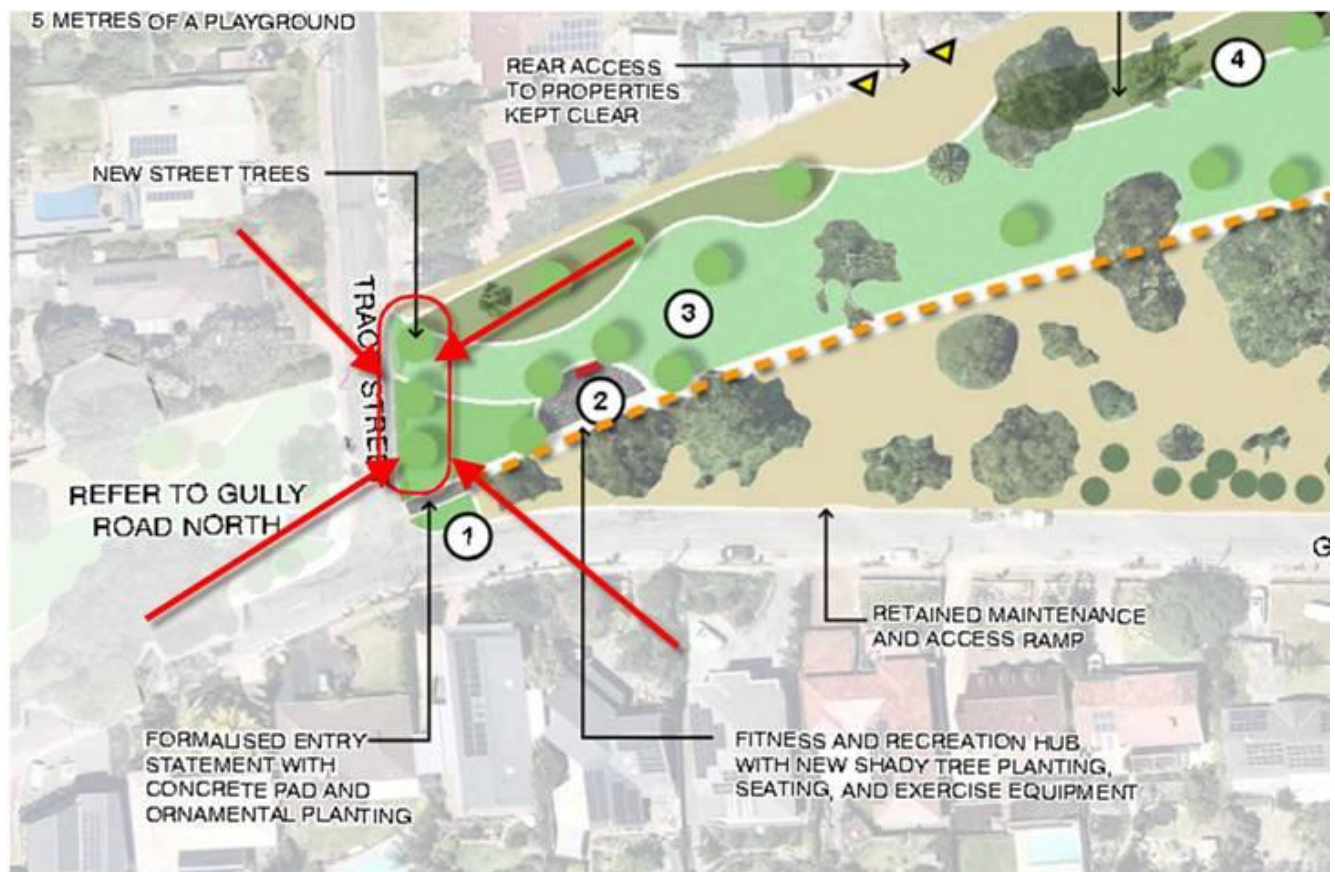 5 METRES OF A PLAYGROUND
REAR ACCESS
TO PROPERTIES
KEPT CLEAR
4
NEW STREET TREES
3
2
REFER TO GULLY
ROAD NORTH
1
G
RETAINED MAINTENANCE
AND ACCESS RAMP
FORMALISED ENTRY
STATEMENT WITH
CONCRETE PAD AND
ORNAMENTAL PLANTING
FITNESS AND RECREATION HUB
WITH NEW SHADY TREE PLANTING,
SEATING, AND EXERCISE EQUIPMENT